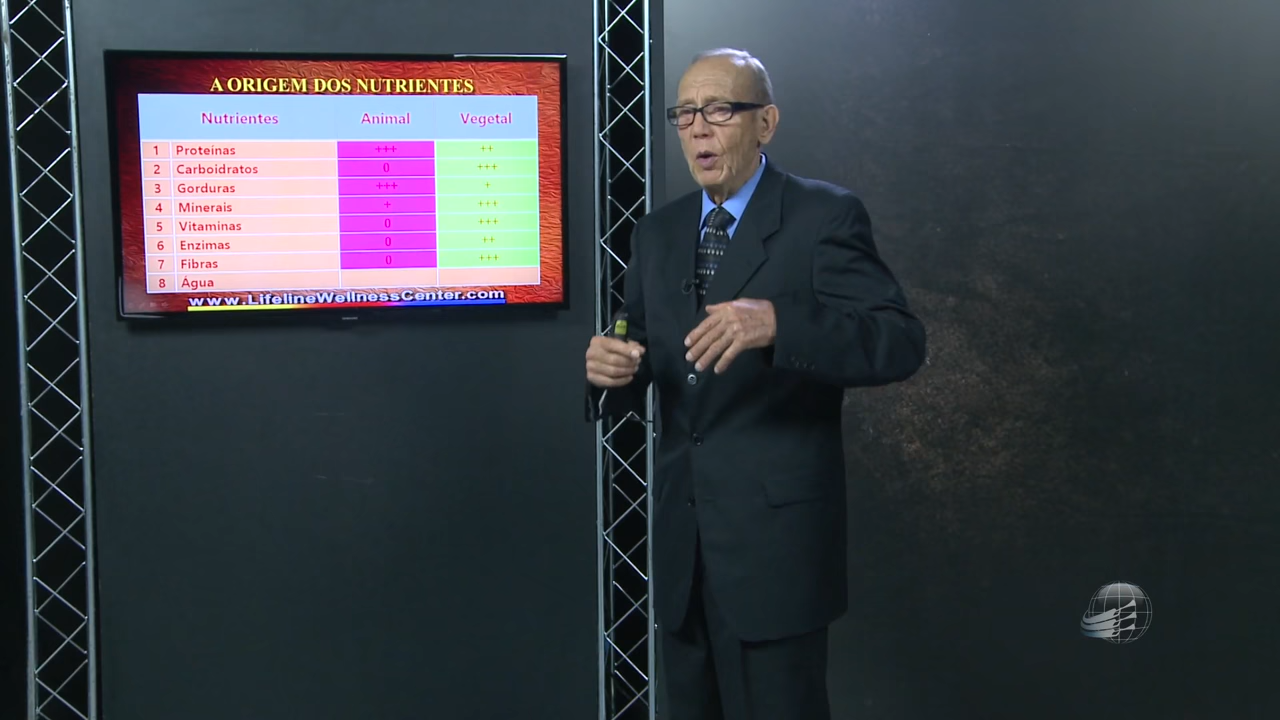 A ORIGEM DOS NUTRIENTES
Nutrientes Animal Vegetal
1 Proteínas +++ ++
2 Carboidratos 0 +++
3 Gorduras +++ +
4 Minerais + +++
5 Vitaminas 0 +++
6 Enzimas 0 ++
7 Fibras 0 +++
8 Água
www.LifelineWellnessCenter.com